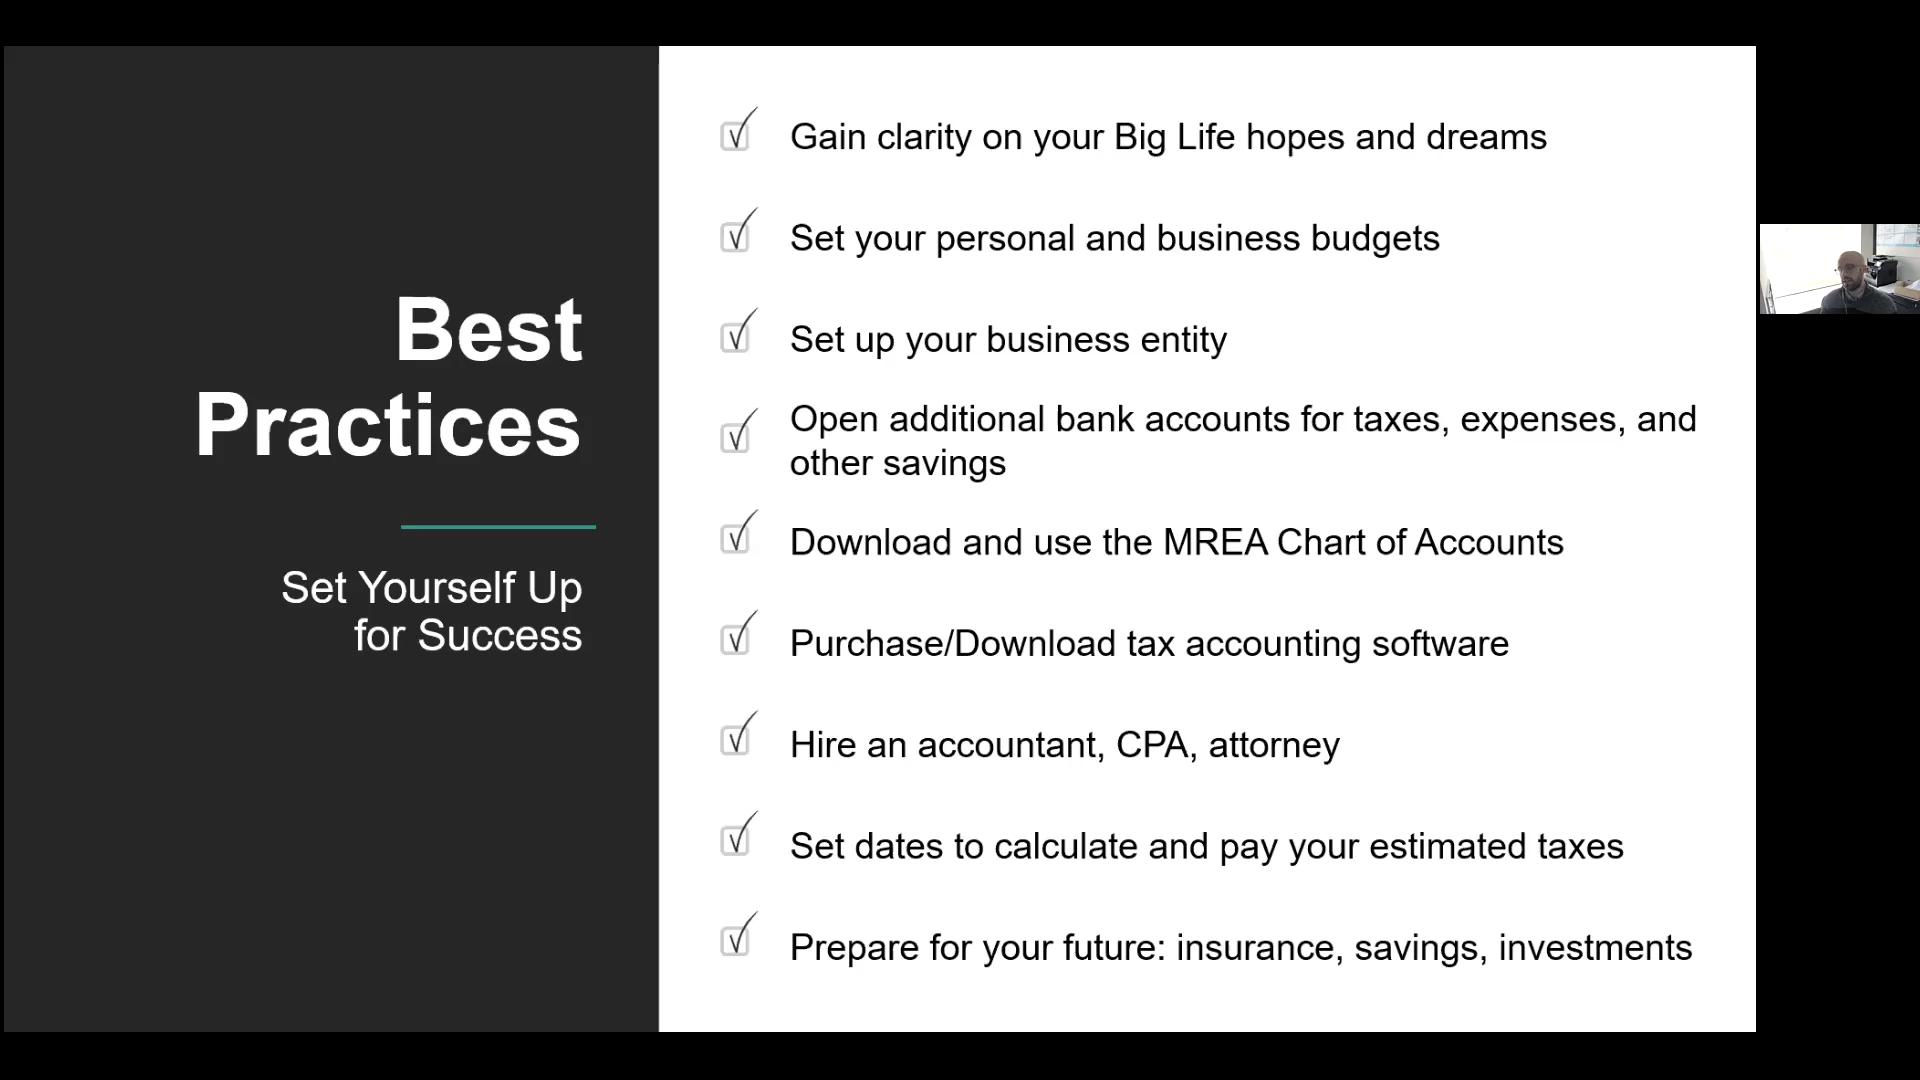 Best
Practices
Set Yourself Up
for Success
Gain clarity on your Big Life hopes and dreams
Set your personal and business budgets
Set up your business entity
Open additional bank accounts for taxes, expenses, and
other savings
Download and use the MREA Chart of Accounts
Purchase/Download tax accounting software
Hire an accountant, CPA, attorney
Set dates to calculate and pay your estimated taxes
Prepare for your future: insurance, savings, investments